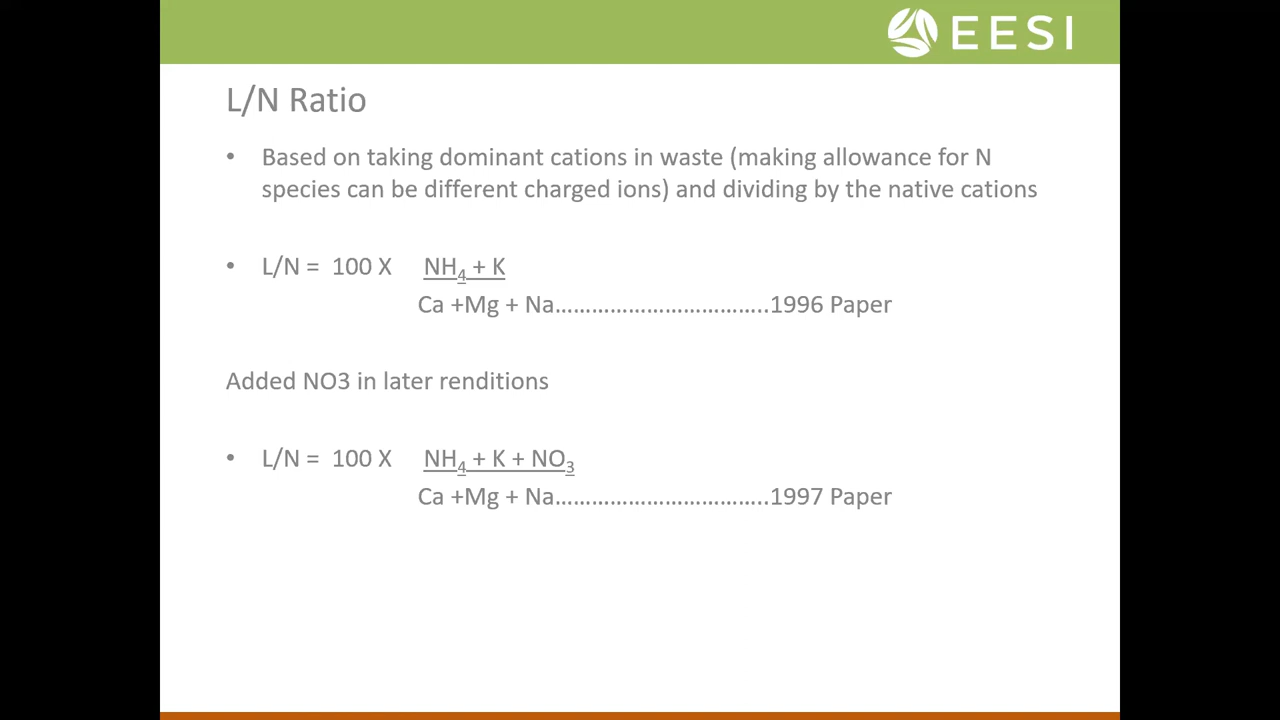 EESI
L/N Ratio
• Based on taking dominant cations in waste (making allowance for N
species can be different charged ions) and dividing by the native cations
• L/N = 100 X NH₄ + K
Ca +Mg + Na………………………………..1996 Paper
Added NO3 in later renditions
• L/N = 100 X NH₄ + K + NO₃
Ca +Mg + Na………………………………..1997 Paper